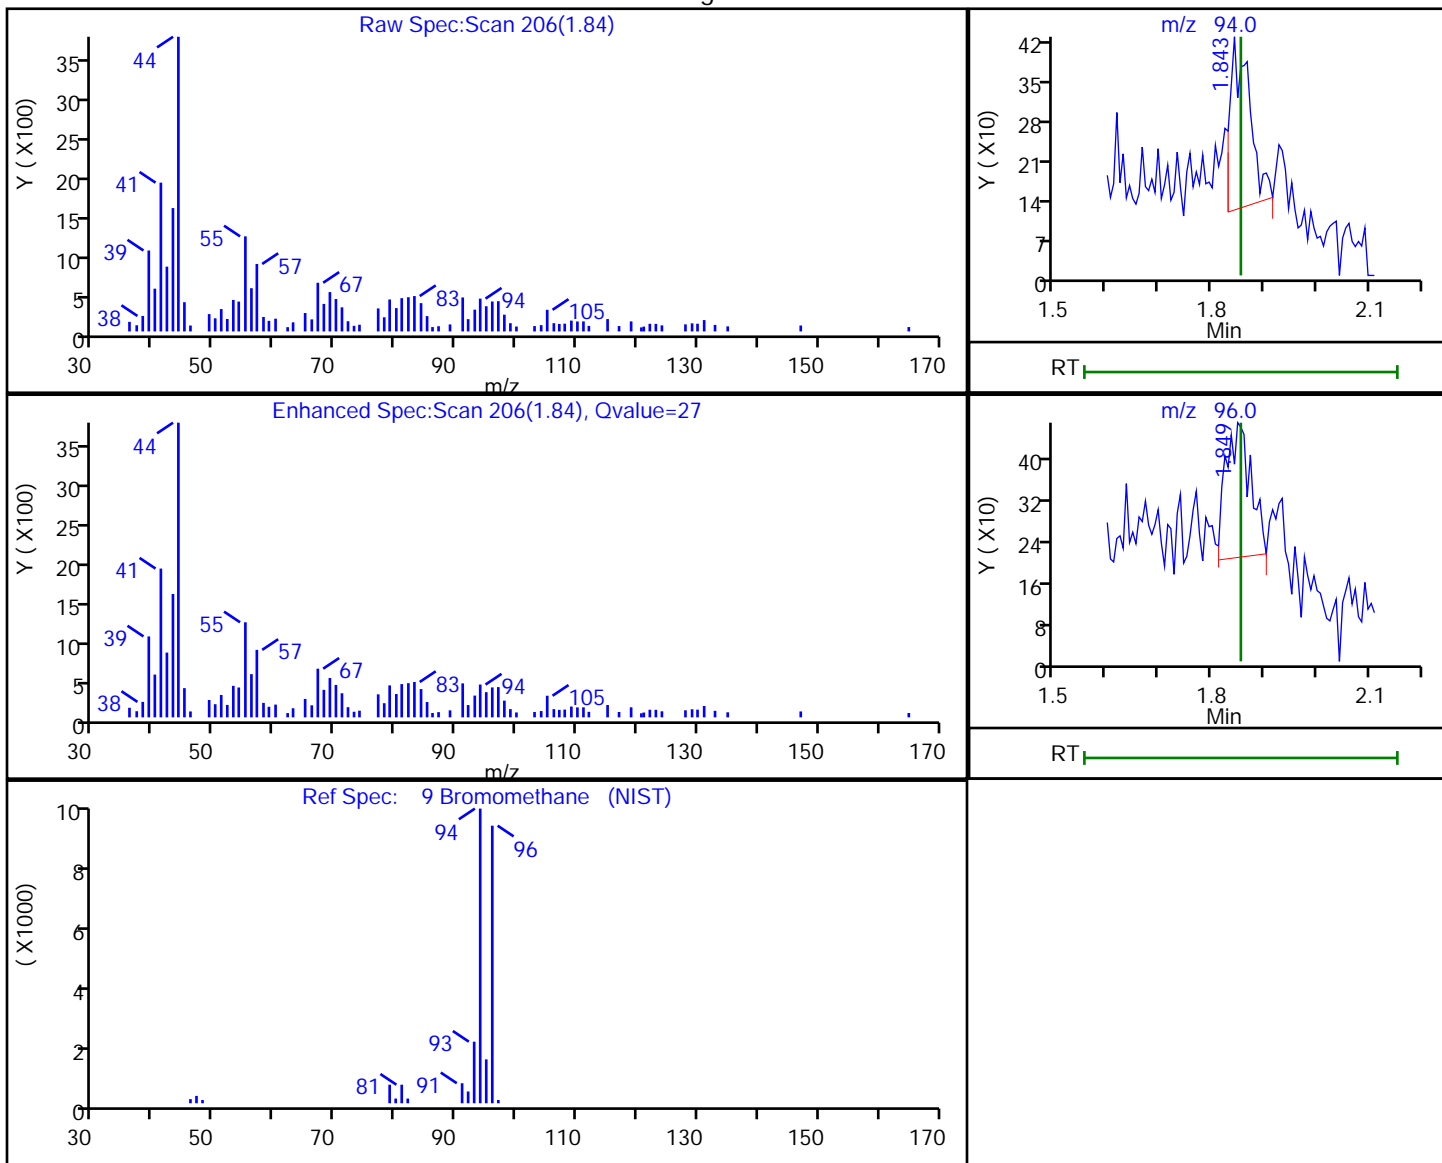 Raw Spec:Scan 206(1.84)
Y ( X100)
35
30
25
20
15
10
5
0
44
41
39
38
55
57
67
83
94
105
30 50 70 90 110 130 150 170
m/z
m/z 94.0
Y ( X10)
42
35
28
21
14
7
0
1.843
1.5 1.8 2.1
Min
RT
Enhanced Spec:Scan 206(1.84), Qvalue=27
Y ( X100)
35
30
25
20
15
10
5
0
44
41
39
38
55
57
67
83
94
105
30 50 70 90 110 130 150 170
m/z
m/z 96.0
Y ( X10)
40
32
24
16
8
0
1.849
1.5 1.8 2.1
Min
RT
Ref Spec: 9 Bromomethane (NIST)
( X1000)
10
8
6
4
2
0
94
96
93
81
91
30 50 70 90 110 130 150 170